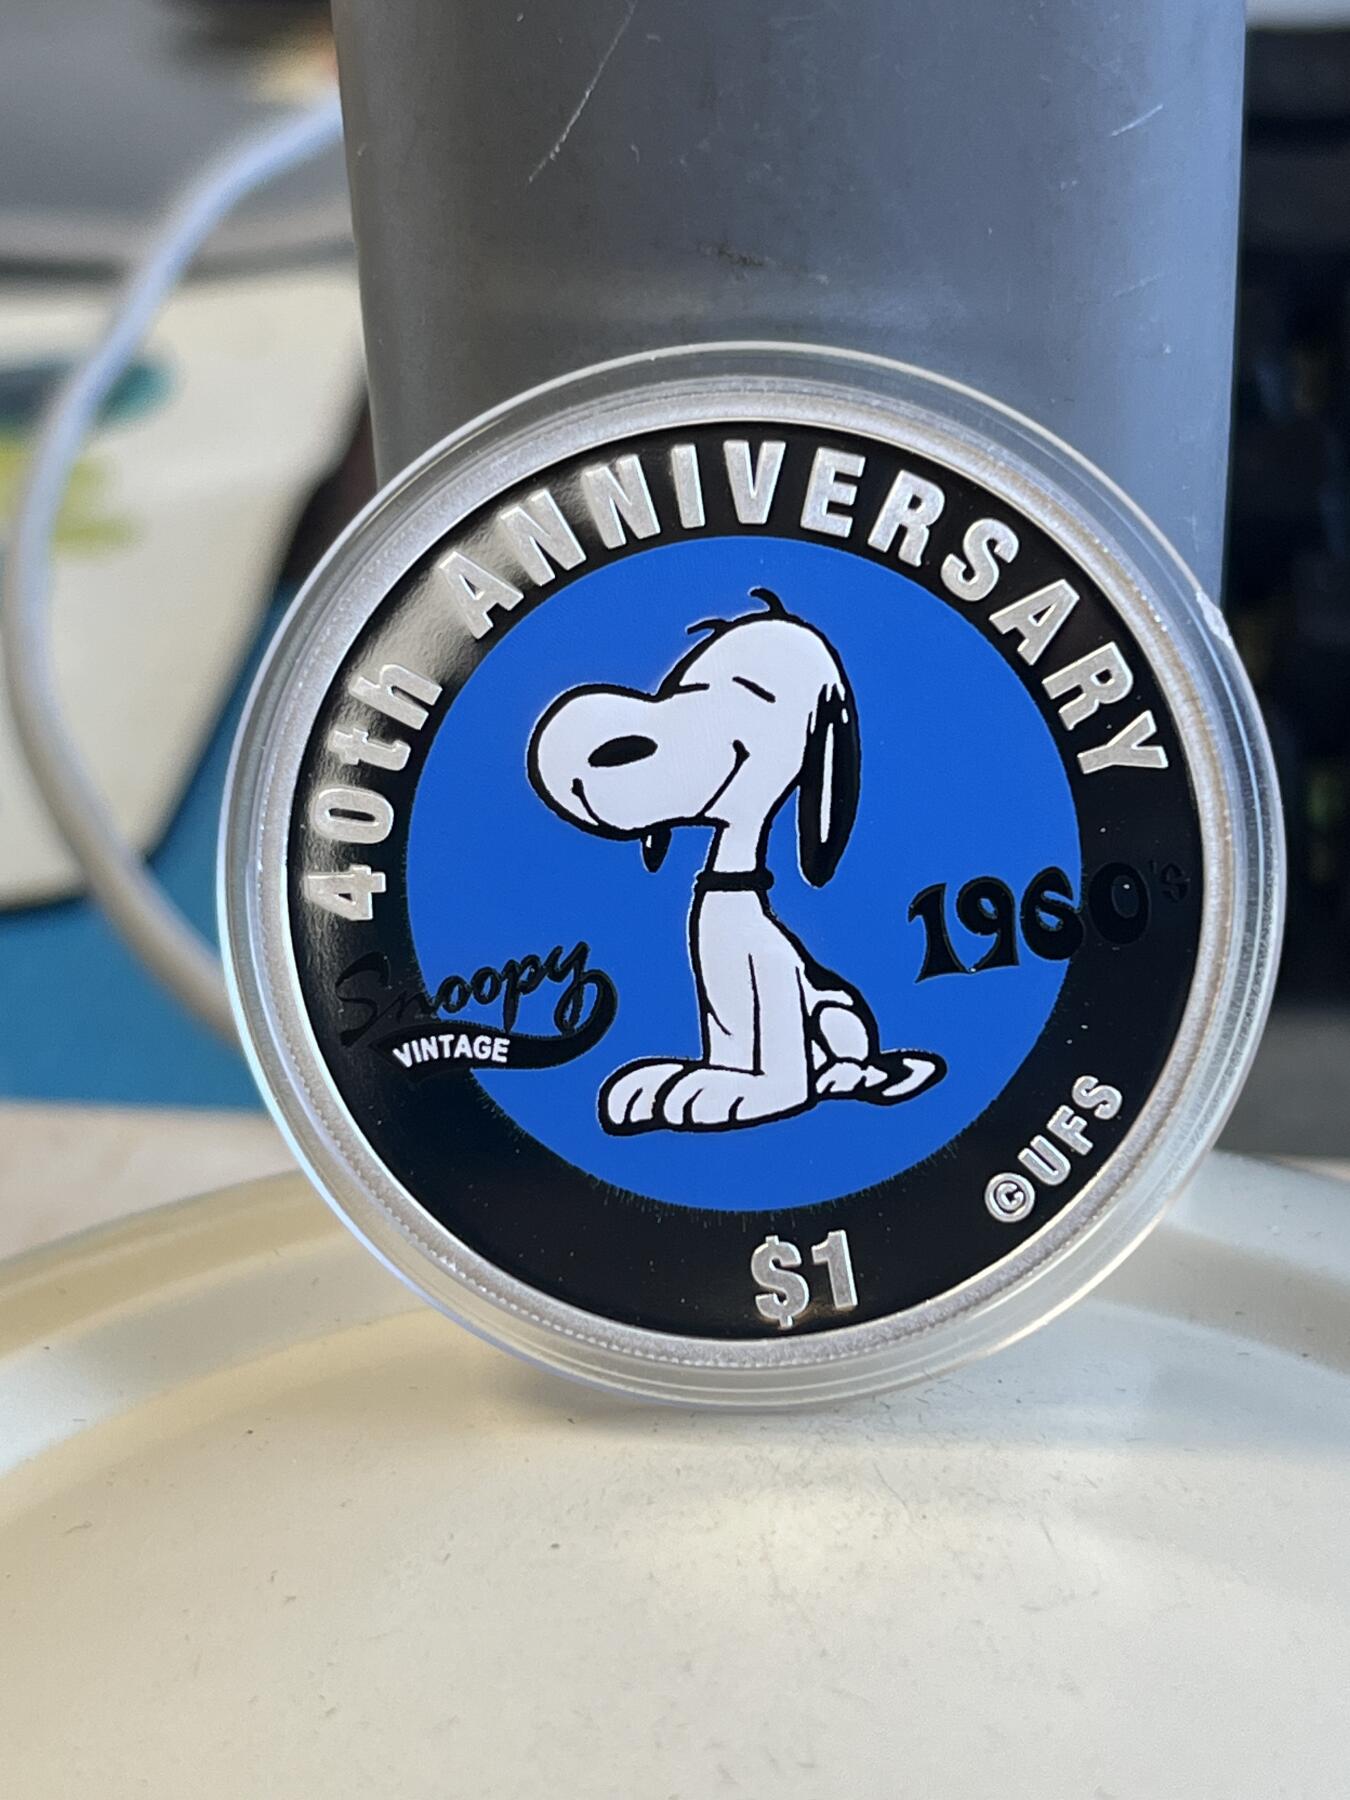 40th ANNIVERSARY
1960's
Snoopy
VINTAGE
©UFS
$1